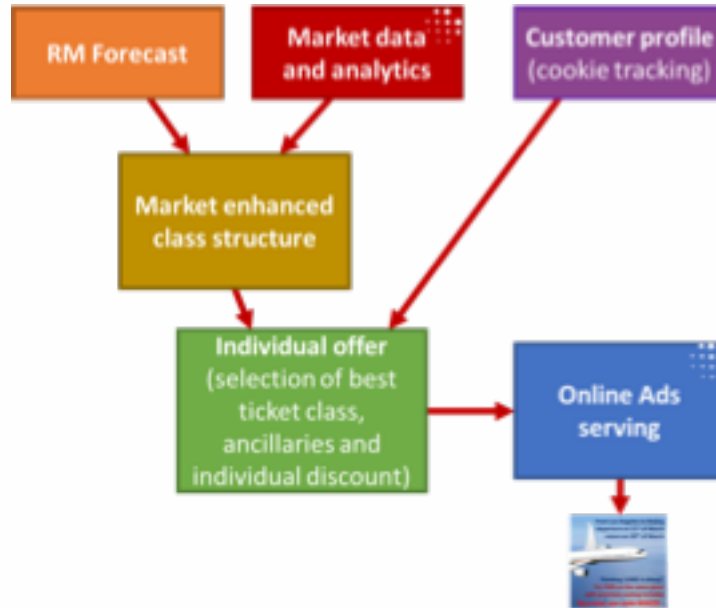 RM Forecast
Market data
and analytics
Customer profile
(cookie tracking)
Market enhanced
class structure
Individual offer
(selection of best
ticket class,
ancillaries and
individual discount)
Online Ads
serving